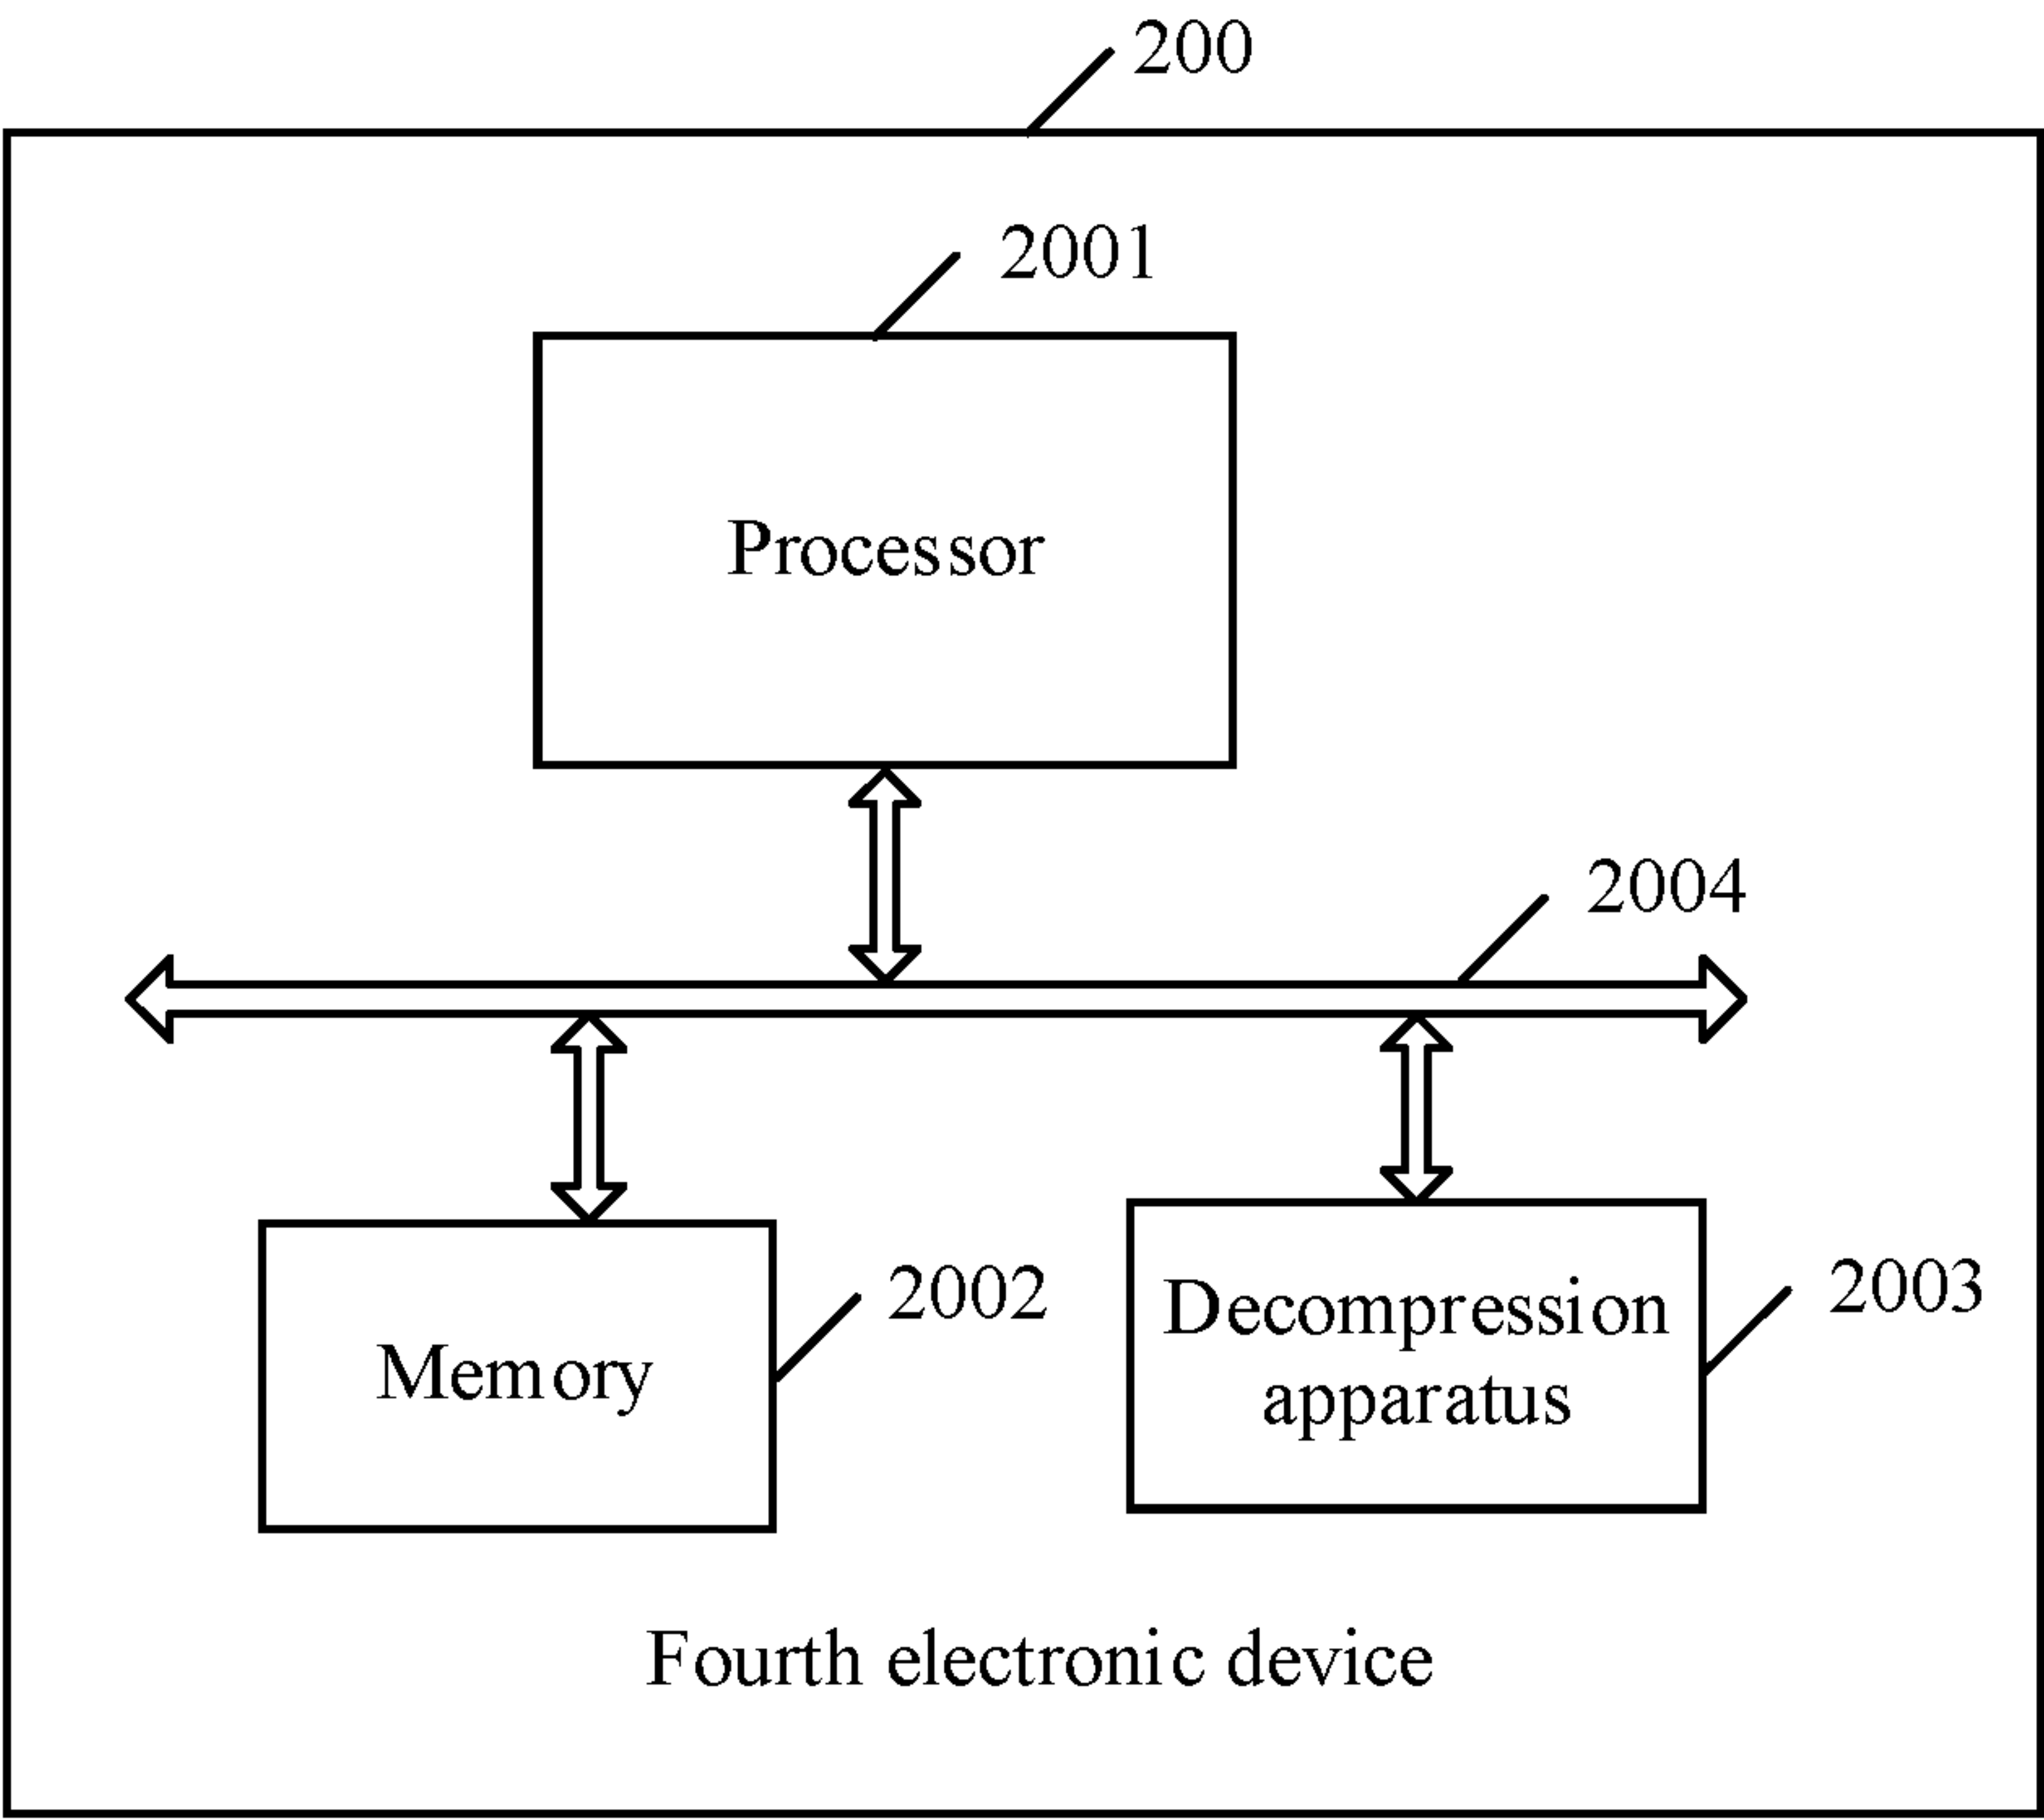 200
2001
Processor
2004
2002
Memory
2003
Decompression
apparatus
Fourth electronic device